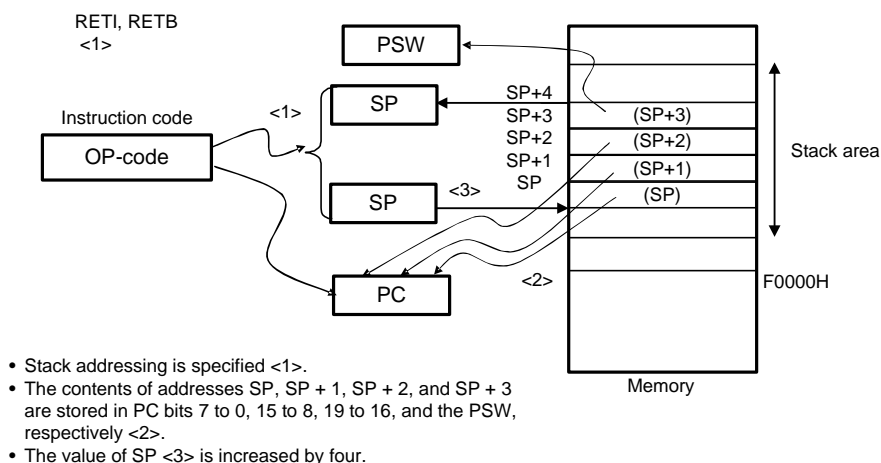 RETI, RETB
<1>
PSW
SP
<1>
Instruction code
OP-code
SP
<3>
PC
SP+4
SP+3
SP+2
SP+1
SP
<2>
(SP+3)
(SP+2)
(SP+1)
(SP)
Stack area
F0000H
Memory
• Stack addressing is specified <1>.
• The contents of addresses SP, SP + 1, SP + 2, and SP + 3
are stored in PC bits 7 to 0, 15 to 8, 19 to 16, and the PSW,
respectively <2>.
• The value of SP <3> is increased by four.